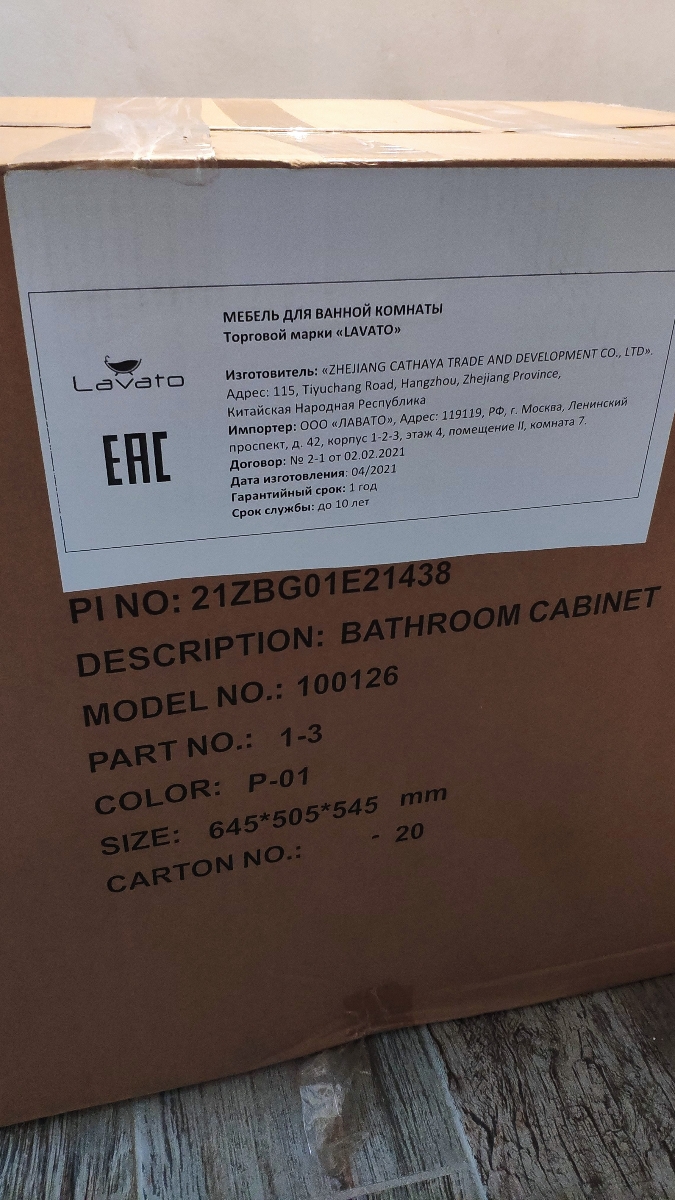 МЕБЕЛЬ ДЛЯ ВАННОЙ КОМНАТЫ
Торговой марки «LAVATO»
Lavato
EAC
Изготовитель: «ZHEJIANG CATHAYA TRADE AND DEVELOPMENT CO., LTD».
Адрес: 115, Tiyuchang Road, Hangzhou, Zhejiang Province,
Китайская Народная Республика
Импортер: ООО «ЛАВАТО», Адрес: 119119, РФ, г. Москва, Ленинский
проспект, д. 42, корпус 1-2-3, этаж 4, помещение II, комната 7.
Договор: № 2-1 от 02.02.2021
Дата изготовления: 04/2021
Гарантийный срок: 1 год
Срок службы: до 10 лет
PI NO: 21ZBG01E21438
DESCRIPTION: BATHROOM CABINET
MODEL NO.: 100126
PART NO.: 1-3
COLOR: P-01
SIZE: 645*505*545 mm
CARTON NO.: - 20